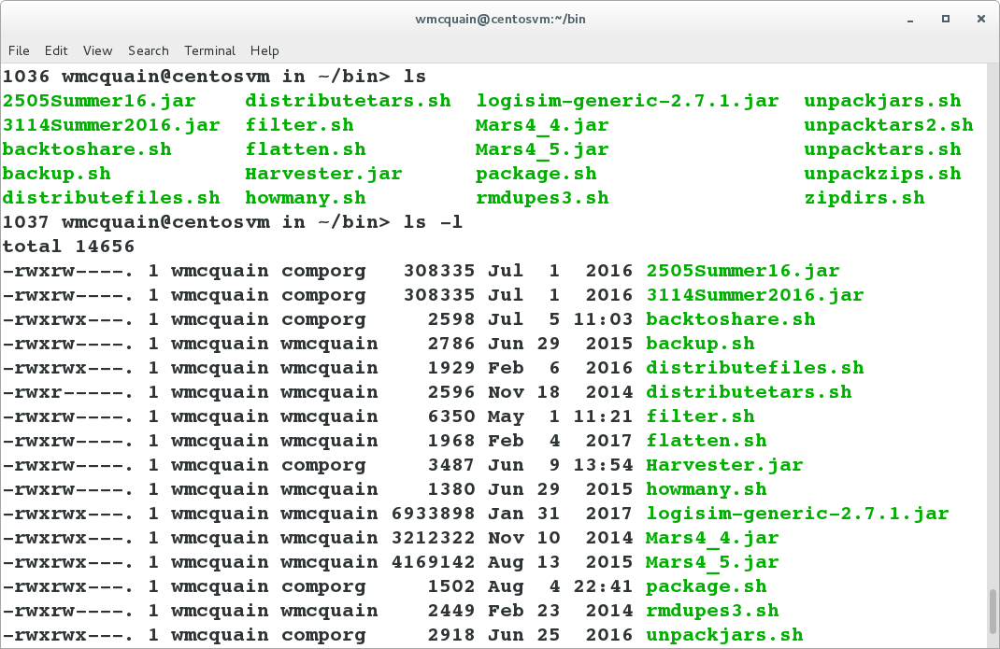 wmcquain@centosvm:~/bin
File Edit View Search Terminal Help
1036 wmcquain@centosvm in ~/bin> ls
2505Summer16.jar    distributetars.sh  logisim-generic-2.7.1.jar  unpackjars.sh
3114Summer2016.jar  filter.sh          Mars4_4.jar                unpacktars2.sh
backtoshare.sh      flatten.sh         Mars4_5.jar                unpacktars.sh
backup.sh           Harvester.jar      package.sh                 unpackzips.sh
distributefiles.sh  howmany.sh         rmdupes3.sh                zipdirs.sh
1037 wmcquain@centosvm in ~/bin> ls -l
total 14656
-rwxrw----. 1 wmcquain comporg   308335 Jul  1  2016 2505Summer16.jar
-rwxrw----. 1 wmcquain comporg   308335 Jul  1  2016 3114Summer2016.jar
-rwxrwx---. 1 wmcquain comporg     2598 Jul  5 11:03 backtoshare.sh
-rwxrw----. 1 wmcquain wmcquain    2786 Jun 29  2015 backup.sh
-rwxrwx---. 1 wmcquain wmcquain    1929 Feb  6  2016 distributefiles.sh
-rwxr-----. 1 wmcquain wmcquain    2596 Nov 18  2014 distributetars.sh
-rwxrw----. 1 wmcquain wmcquain    6350 May  1 11:21 filter.sh
-rwxrw----. 1 wmcquain wmcquain    1968 Feb  4  2017 flatten.sh
-rwxrwx---. 1 wmcquain comporg     3487 Jun  9 13:54 Harvester.jar
-rwxrw----. 1 wmcquain wmcquain    1380 Jun 29  2015 howmany.sh
-rwxrwx---. 1 wmcquain wmcquain 6933898 Jan 31  2017 logisim-generic-2.7.1.jar
-rwxrwx---. 1 wmcquain wmcquain 3212322 Nov 10  2014 Mars4_4.jar
-rwxrwx---. 1 wmcquain wmcquain 4169142 Aug 13  2015 Mars4_5.jar
-rwxrwx---. 1 wmcquain comporg     1502 Aug  4 22:41 package.sh
-rwxrw----. 1 wmcquain wmcquain    2449 Feb 23  2014 rmdupes3.sh
-rwxrwx---. 1 wmcquain comporg     2918 Jun 25  2016 unpackjars.sh